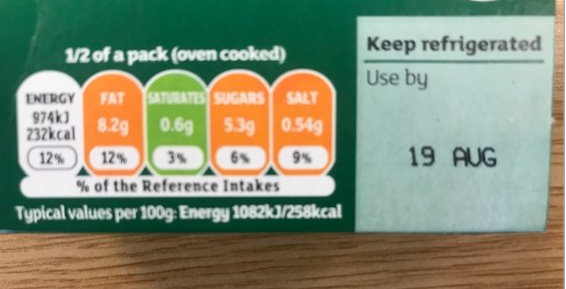 1/2 of a pack (oven cooked)
ENERGY FAT SATURATES SUGARS SALT
974kJ
232kcal 8.2g 0.6g 5.3g 0.54g
12% 12% 3% 6% 9%
% of the Reference Intakes
Typical values per 100g: Energy 1082kJ/258kcal
Keep refrigerated
Use by
19 AUG